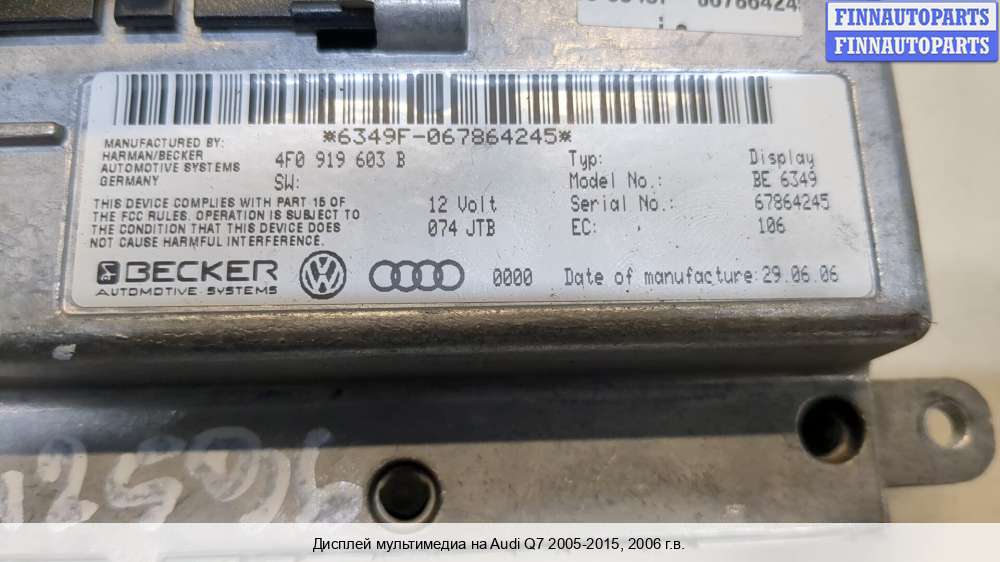 FINNAUTOPARTS
FINNAUTOPARTS
*6349F-067864245*
MANUFACTURED BY:
HARMAN/BECKER
AUTOMOTIVE SYSTEMS
GERMANY
4F0 919 603 B
SW:
Typ: Display
Model No.: BE 6349
Serial No.: 67864245
EC: 106
THIS DEVICE COMPLIES WITH PART 15 OF
THE FCC RULES. OPERATION IS SUBJECT TO
THE CONDITION THAT THIS DEVICE DOES
NOT CAUSE HARMFUL INTERFERENCE.
12 Volt
074 JTB
BECKER
AUTOMOTIVE SYSTEMS
0000
Date of manufacture:29.06.06
Дисплей мультимедиа на Audi Q7 2005-2015, 2006 г.в.